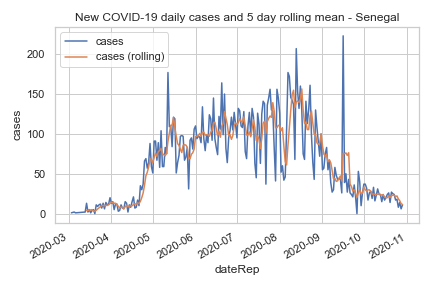 New COVID-19 daily cases and 5 day rolling mean - Senegal
cases
cases (rolling)
cases
200
150
100
50
0
2020-03
2020-04
2020-05
2020-06
2020-07
2020-08
2020-09
2020-10
2020-11
dateRep